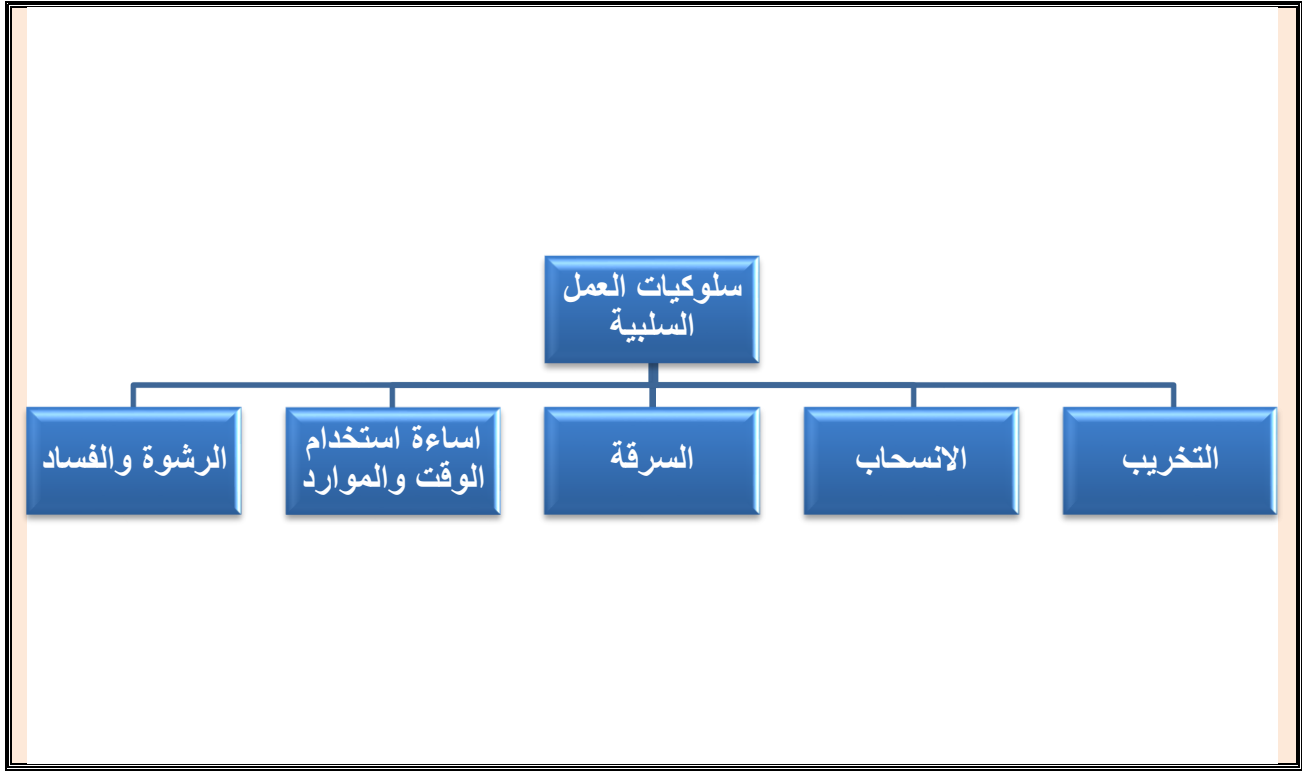 سلوكيات العمل
السلبية
التخريب
الانسحاب
السرقة
اساءة استخدام
الوقت والموارد
الرشوة والفساد